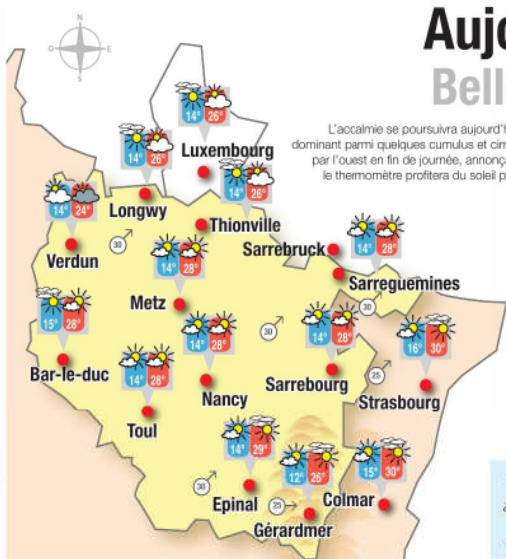 Aujo
Bell
L'accalmie se poursuivra aujourd'h
dominant parmi quelques cumulus et cirr
par l'ouest en fin de journée, annonça
le thermomètre profitera du soleil p
N
O E
S
14° 26°
Luxembourg
14° 26°
Longwy
14° 26°
Thionville
14° 24°
Verdun
30
Sarrebruck
14° 28°
Sarreguemines
30
14° 28°
Metz
15° 28°
Bar-le-duc
14° 28°
Nancy
30
14° 28°
Sarrebourg
16° 30°
Strasbourg
25
14° 28°
Toul
14° 29°
Epinal
30
12° 26°
Gérardmer
25
15° 30°
Colmar